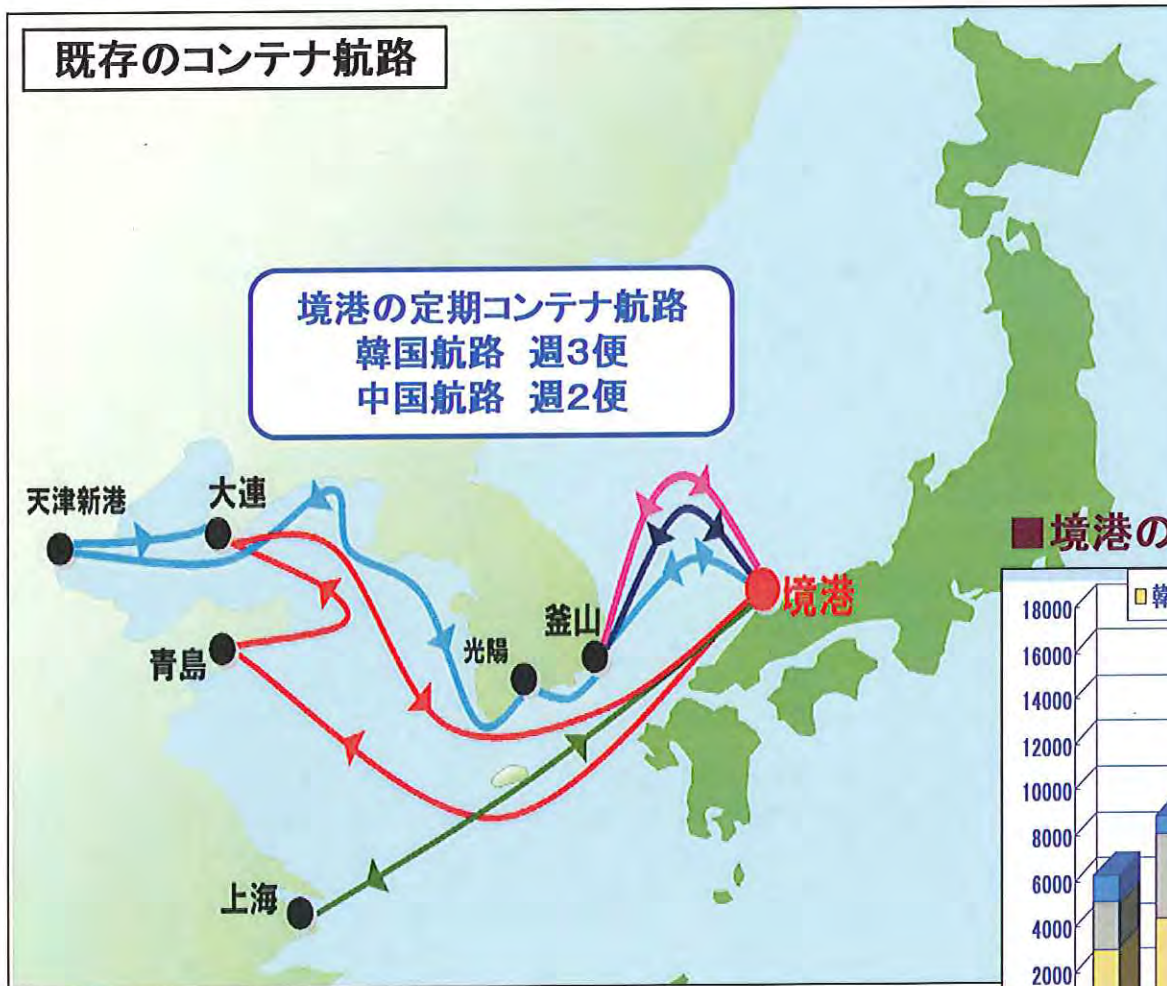 既存のコンテナ航路
境港の定期コンテナ航路
韓国航路 週3便
中国航路 週2便
天津新港
大連
青島
光陽
釜山
境港
上海
■境港の
韓
18000
16000
14000
12000
10000
8000
6000
4000
2000